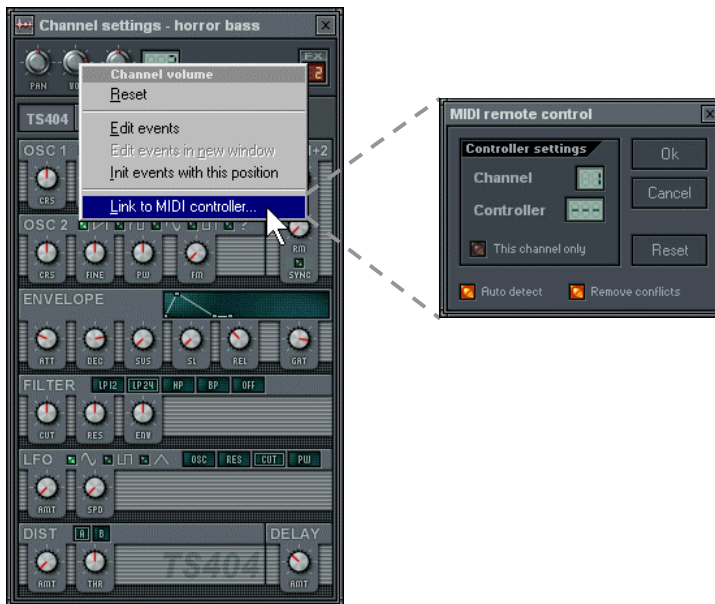 Channel settings - horror bass
FX
PAN
2
Channel volume
Reset
Edit events
Edit events in new window
Init events with this position
Link to MIDI controller...
TS404
OSC 1
CRS
OSC 2
?
CRS FINE PW FM
RM
SYNC
ENVELOPE
ATT DEC SUS SL REL GAT
FILTER LP12 LP24 HP BP OFF
CUT RES ENV
LFO OSC RES CUT PW
AMT SPD
DIST A B DELAY
AMT THR TS404 AMT
MIDI remote control
Controller settings
Channel 1
Controller ---
This channel only
Auto detect Remove conflicts
Ok
Cancel
Reset